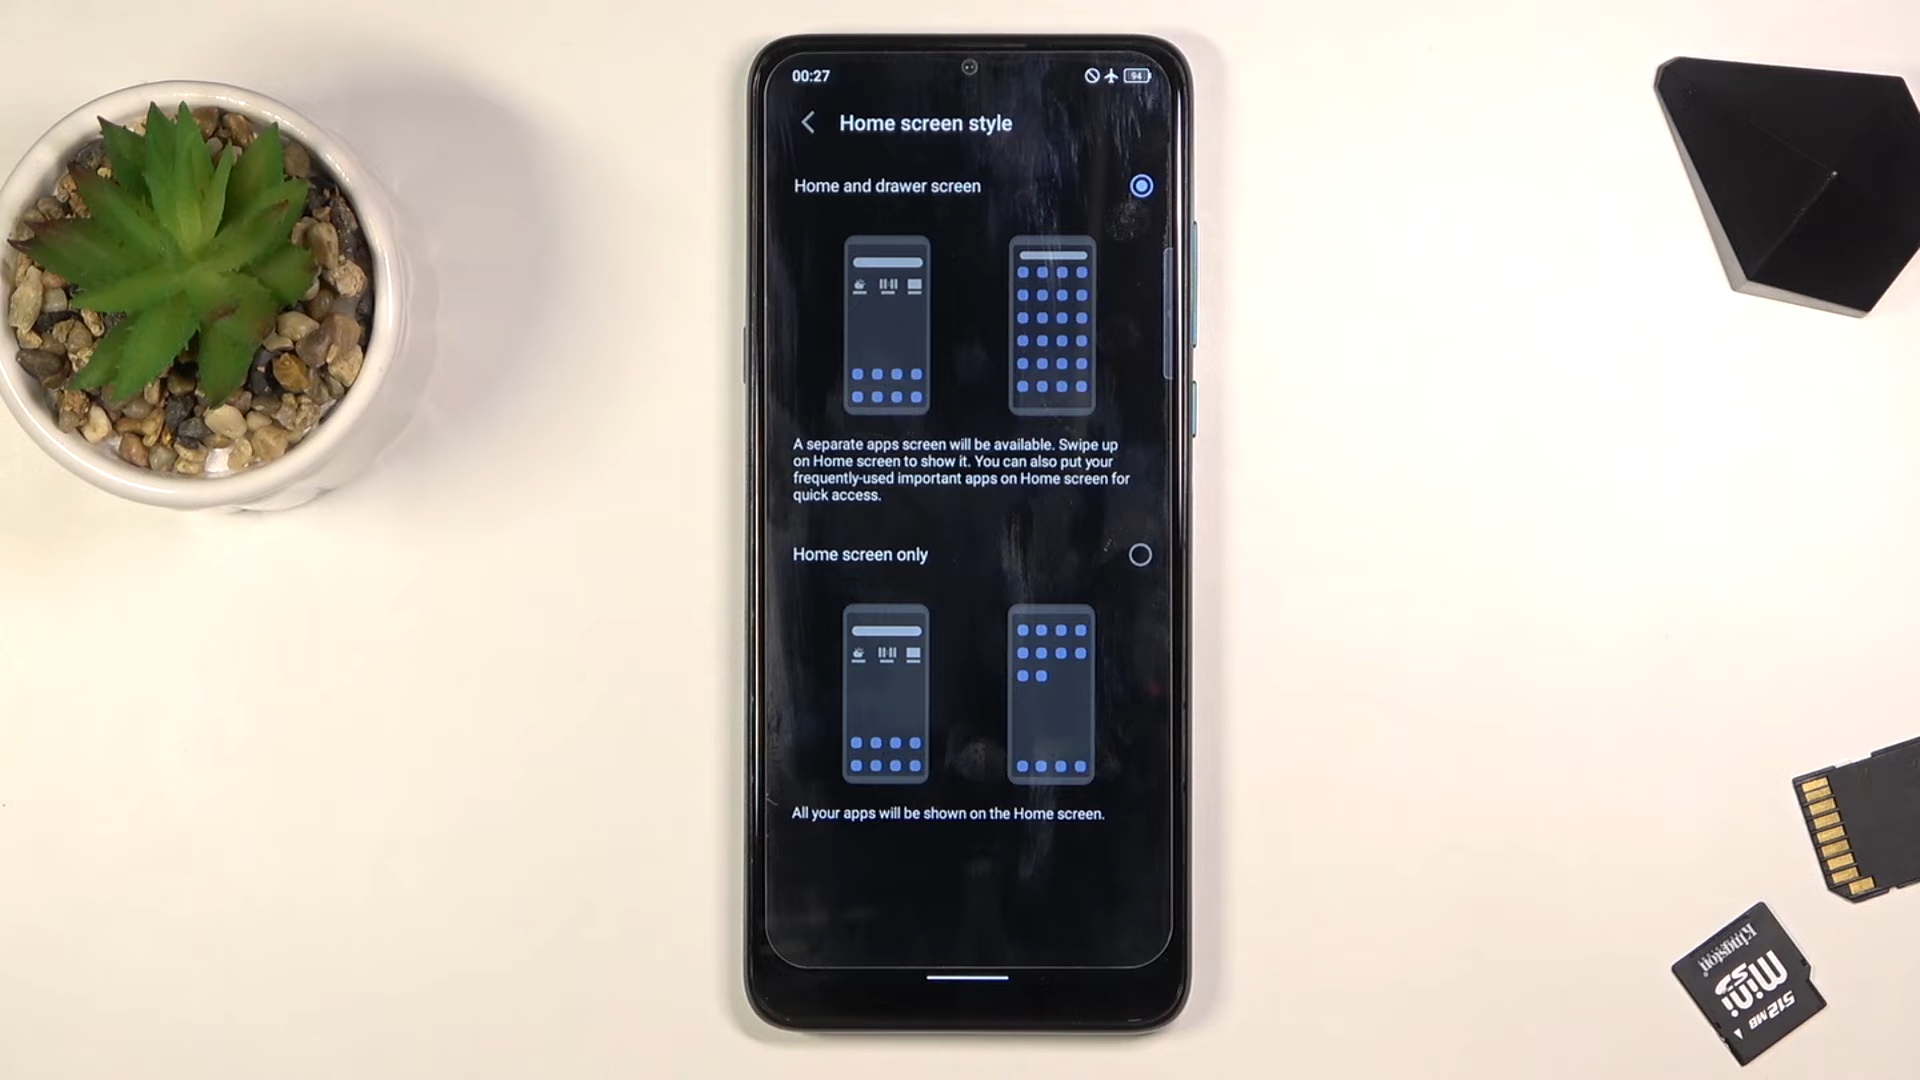 00:27
94
Home screen style
Home and drawer screen
A separate apps screen will be available. Swipe up
on Home screen to show it. You can also put your
frequently-used important apps on Home screen for
quick access.
Home screen only
All your apps will be shown on the Home screen.
Kingston
mini
SD
512 MB